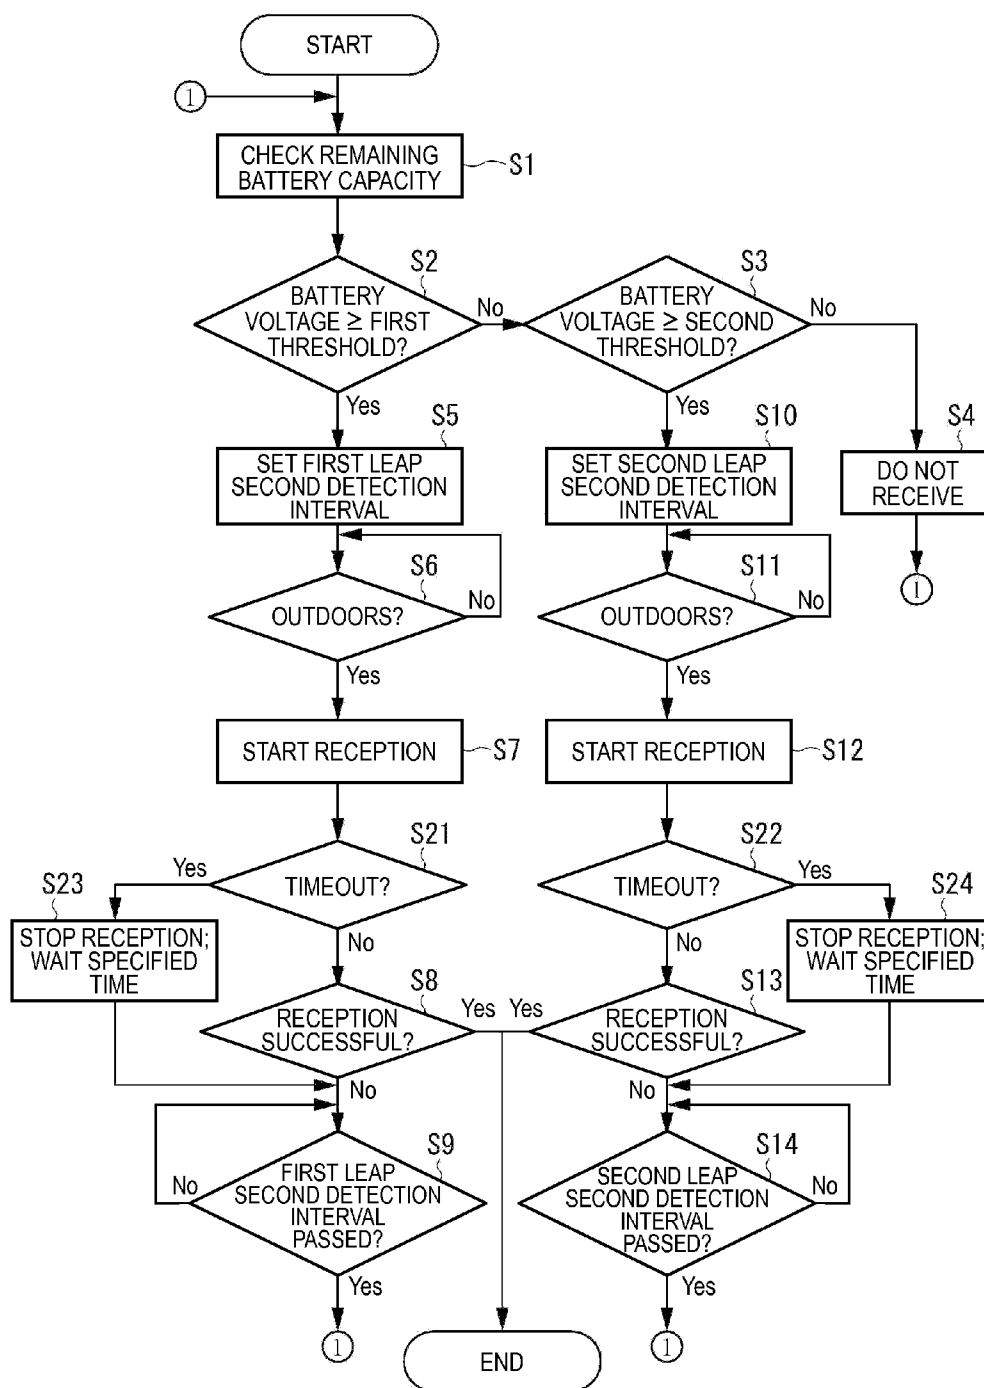 START
1
CHECK REMAINING
BATTERY CAPACITY
S1
S2
BATTERY
VOLTAGE ≥ FIRST
THRESHOLD?
No
Yes
S3
BATTERY
VOLTAGE ≥ SECOND
THRESHOLD?
No
Yes
S5
SET FIRST LEAP
SECOND DETECTION
INTERVAL
S10
SET SECOND LEAP
SECOND DETECTION
INTERVAL
S4
DO NOT
RECEIVE
1
S6
OUTDOORS?
No
Yes
S11
OUTDOORS?
No
Yes
START RECEPTION
S7
START RECEPTION
S12
S21
TIMEOUT?
Yes
No
S22
TIMEOUT?
Yes
No
S23
STOP RECEPTION;
WAIT SPECIFIED
TIME
S24
STOP RECEPTION;
WAIT SPECIFIED
TIME
S8
RECEPTION
SUCCESSFUL?
Yes
No
S13
RECEPTION
SUCCESSFUL?
Yes
No
S9
FIRST LEAP
SECOND DETECTION
INTERVAL
PASSED?
No
Yes
S14
SECOND LEAP
SECOND DETECTION
INTERVAL
PASSED?
No
Yes
1
END
1